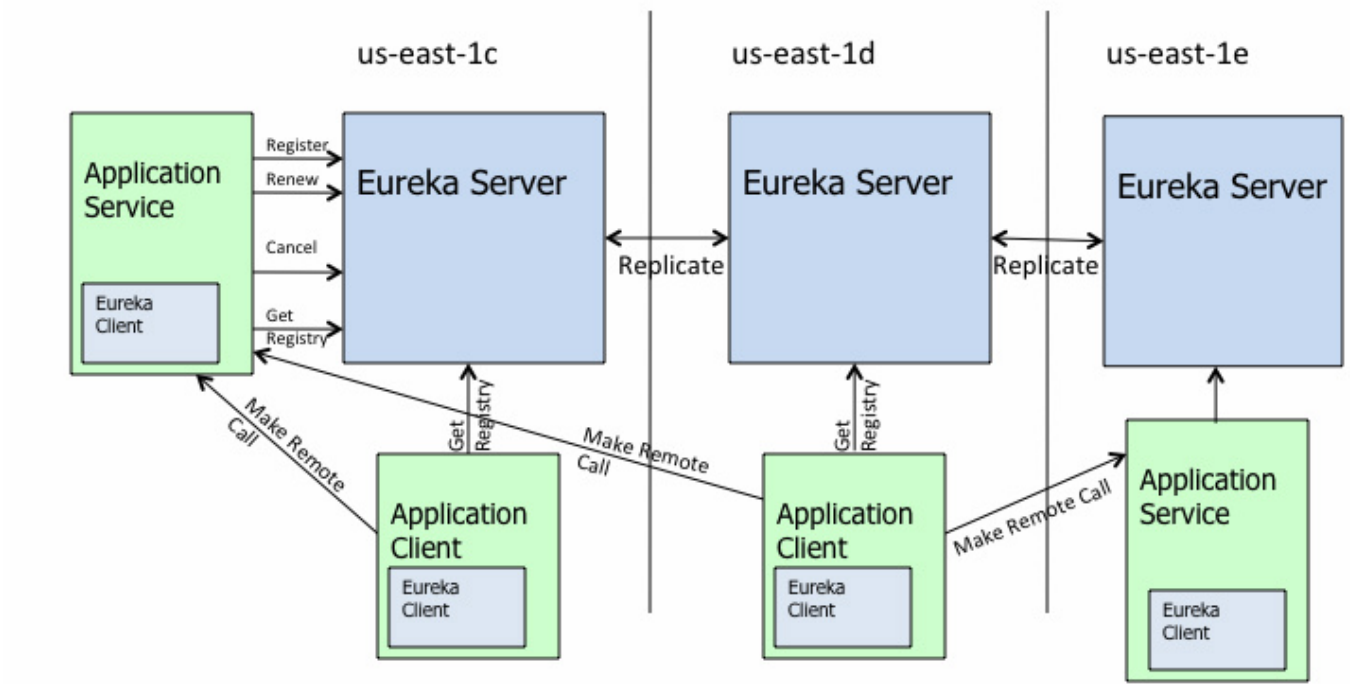 us-east-1c
us-east-1d
us-east-1e
Application
Service
Eureka
Client
Register
Renew
Cancel
Get
Registry
Eureka Server
Replicate
Eureka Server
Replicate
Eureka Server
Make Remote
Call
Get
Registry
Make Remote
Call
Get
Registry
Make Remote Call
Application
Client
Eureka
Client
Application
Client
Eureka
Client
Application
Service
Eureka
Client